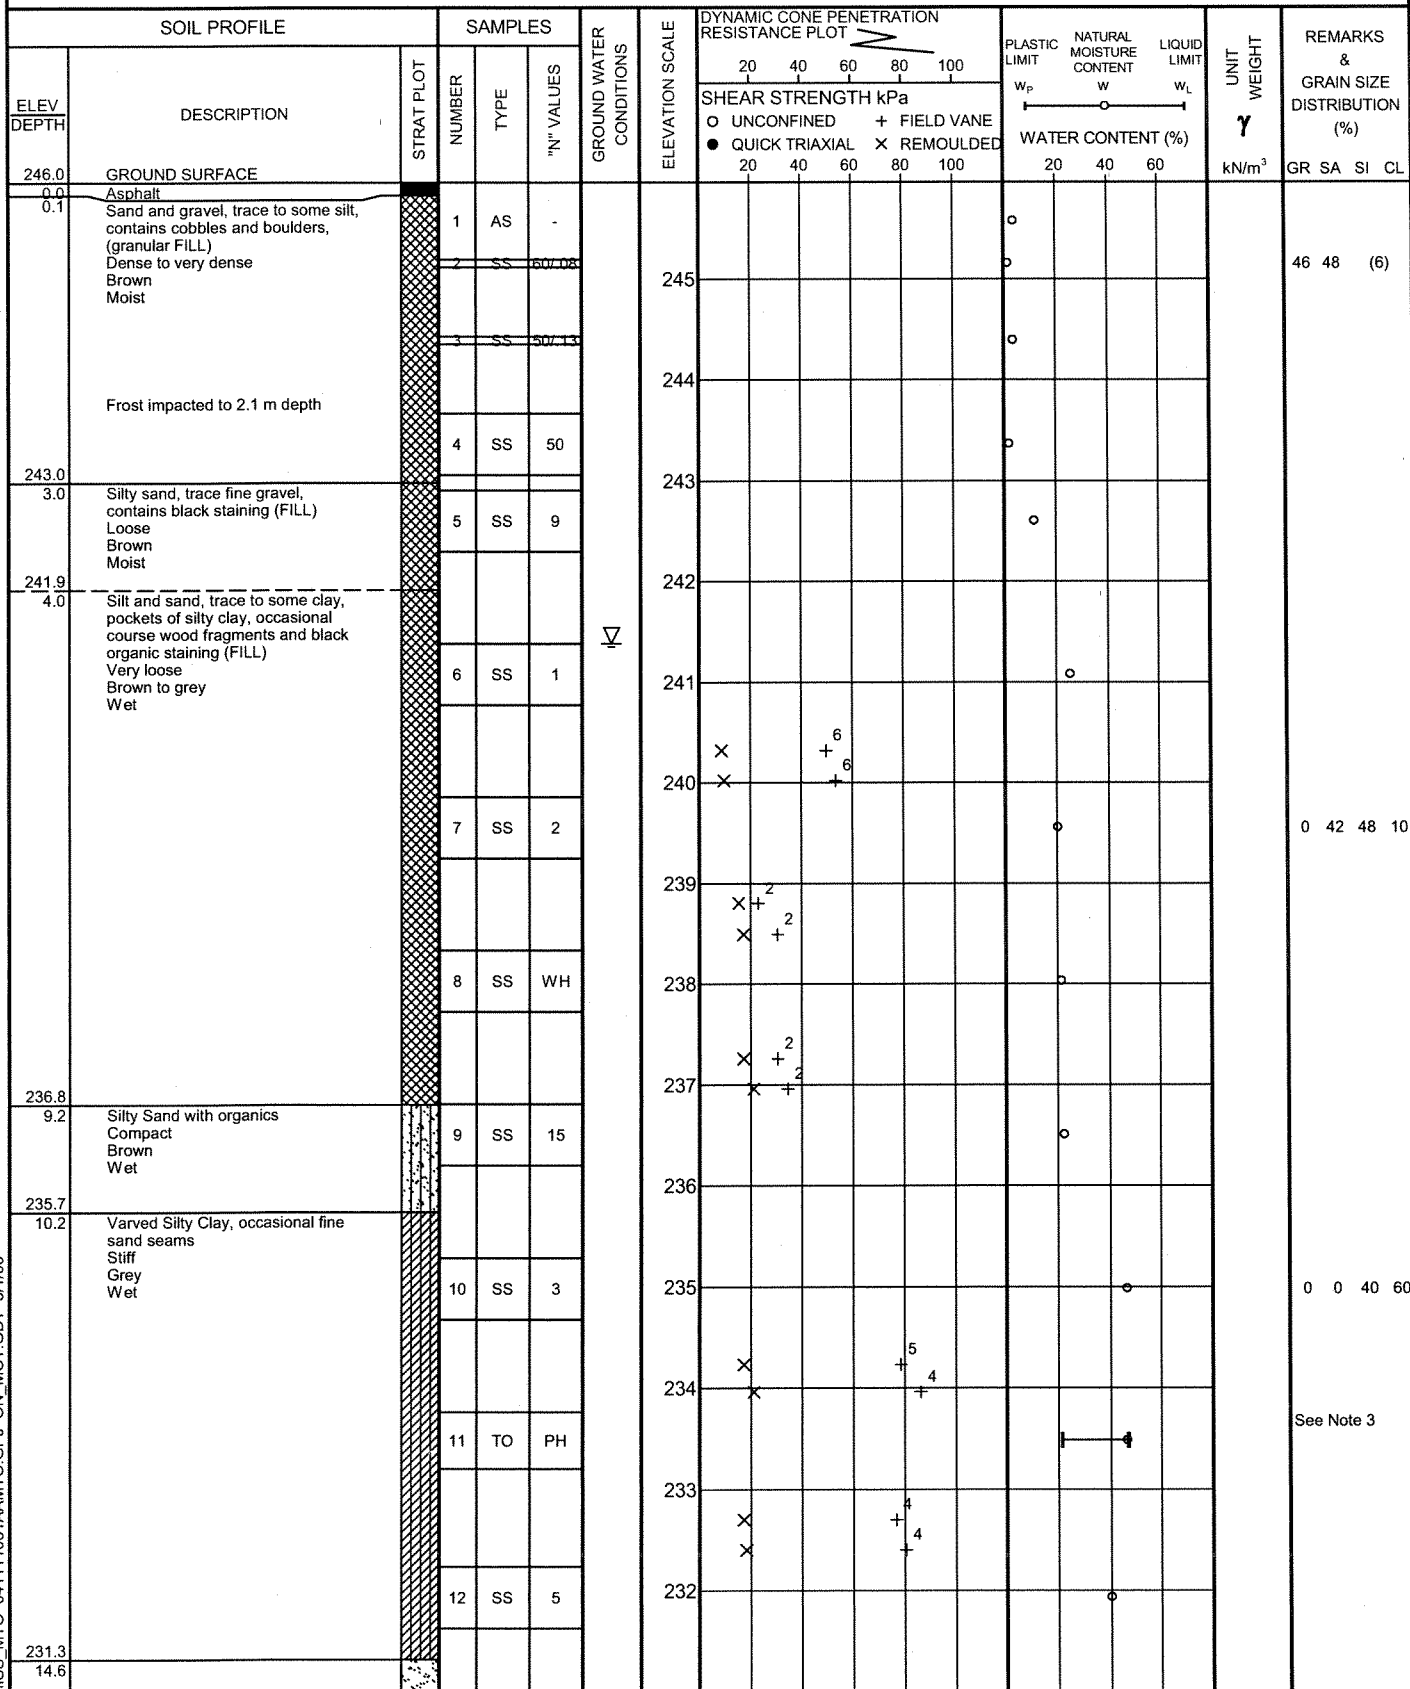 SOIL PROFILE
SAMPLES
GROUND WATER CONDITIONS
ELEVATION SCALE
DYNAMIC CONE PENETRATION
RESISTANCE PLOT
20 40 60 80 100
SHEAR STRENGTH kPa
O UNCONFINED + FIELD VANE
● QUICK TRIAXIAL × REMOULDED
20 40 60 80 100
PLASTIC LIMIT
NATURAL MOISTURE CONTENT
LIQUID LIMIT
WP W WL
WATER CONTENT (%)
20 40 60
UNIT WEIGHT
γ
kN/m³
REMARKS
&
GRAIN SIZE
DISTRIBUTION
(%)
GR SA SI CL
ELEV
DEPTH
DESCRIPTION
STRAT PLOT
NUMBER
TYPE
"N" VALUES
246.0 GROUND SURFACE
0.0 Asphalt
0.1 Sand and gravel, trace to some silt,
contains cobbles and boulders,
(granular FILL)
Dense to very dense
Brown
Moist
1 AS -
2 SS 60/.08
46 48 (6)
245
3 SS 50/.13
244
Frost impacted to 2.1 m depth
4 SS 50
243.0
243
3.0 Silty sand, trace fine gravel,
contains black staining (FILL)
Loose
Brown
Moist
5 SS 9
241.9
242
4.0 Silt and sand, trace to some clay,
pockets of silty clay, occasional
course wood fragments and black
organic staining (FILL)
Very loose
Brown to grey
Wet
6 SS 1
241
6
6
240
7 SS 2
0 42 48 10
239
2
2
8 SS WH
238
2
2
237
236.8
9.2 Silty Sand with organics
Compact
Brown
Wet
9 SS 15
236
235.7
10.2 Varved Silty Clay, occasional fine
sand seams
Stiff
Grey
Wet
10 SS 3
235
0 0 40 60
5
4
234
11 TO PH
See Note 3
233
4
4
12 SS 5
232
231.3
14.6